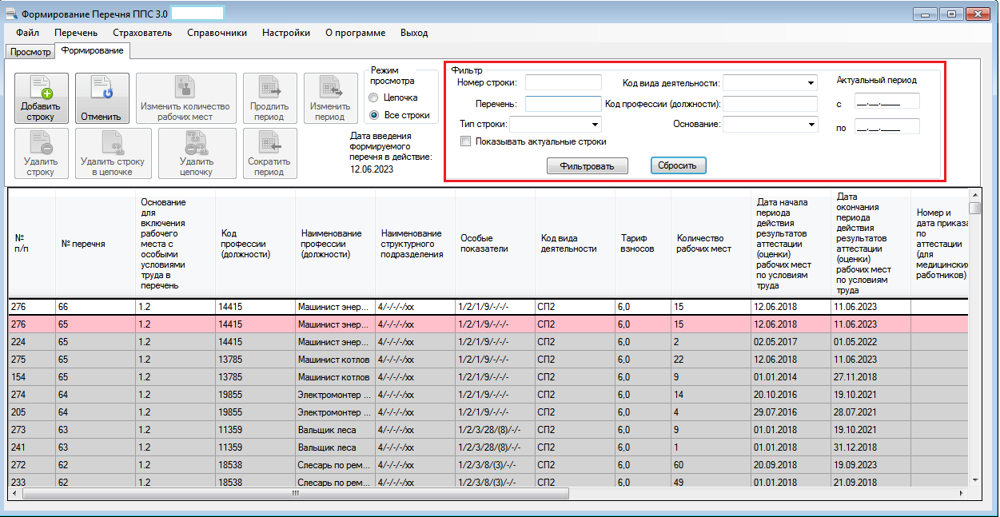 Формирование Перечня ППС 3.0
Файл Перечень Страхователь Справочники Настройки О программе Выход
Просмотр Формирование
Добавить строку
Отменить
Изменить количество рабочих мест
Продлить период
Изменить период
Удалить строку
Удалить строку в цепочке
Удалить цепочку
Сократить период
Режим просмотра
Цепочка
Все строки
Дата введения
формируемого
перечня в действие:
12.06.2023
Фильтр
Номер строки:
Код вида деятельности:
Актуальный период
Перечень:
Код профессии (должности):
с __.__.____
Тип строки:
Основание:
по __.__.____
Показывать актуальные строки
Фильтровать
Сбросить
№ п/п
№ перечня
Основание для включения рабочего места с особыми условиями труда в перечень
Код профессии (должности)
Наименование профессии (должности)
Наименование структурного подразделения
Особые показатели
Код вида деятельности
Тариф взносов
Количество рабочих мест
Дата начала периода действия результатов аттестации (оценки) рабочих мест по условиям труда
Дата окончания периода действия результатов аттестации (оценки) рабочих мест по условиям труда
Номер и дата приказа по аттестации (для медицинских работников)
276 66 1.2 14415 Машинист энер... 4/-/-/-/xx 1/2/1/9/-/-/- СП2 6,0 15 12.06.2018 11.06.2023
276 65 1.2 14415 Машинист энер... 4/-/-/-/xx 1/2/1/9/-/-/- СП2 6,0 15 12.06.2018 11.06.2023
224 65 1.2 14415 Машинист энер... 4/-/-/-/xx 1/2/1/9/-/-/- СП2 6,0 2 02.05.2017 01.05.2022
275 65 1.2 13785 Машинист котлов 4/-/-/-/xx 1/2/1/9/-/-/- СП2 6,0 22 12.06.2018 11.06.2023
154 65 1.2 13785 Машинист котлов 4/-/-/-/xx 1/2/1/9/-/-/- СП2 6,0 9 01.01.2014 27.11.2018
274 64 1.2 19855 Электромонтер ... 4/-/-/-/xx 1/2/1/9/-/-/- СП2 6,0 14 20.10.2016 19.10.2021
205 64 1.2 19855 Электромонтер ... 4/-/-/-/xx 1/2/1/9/-/-/- СП2 6,0 4 29.07.2016 28.07.2021
273 63 1.2 11359 Вальщик леса 4/-/-/-/xx 1/2/3/28/(8)/-/- СП2 6,0 9 01.01.2018 19.10.2021
241 63 1.2 11359 Вальщик леса 4/-/-/-/xx 1/2/3/28/(8)/-/- СП2 6,0 1 01.01.2018 31.12.2018
272 62 1.2 18538 Слесарь по рем... 4/-/-/-/xx 1/2/3/8/(3)/-/- СП2 6,0 60 20.09.2018 19.09.2023
233 62 1.2 18538 Слесарь по рем... 4/-/-/-/xx 1/2/3/8/(3)/-/- СП2 6,0 49 01.01.2018 21.09.2018